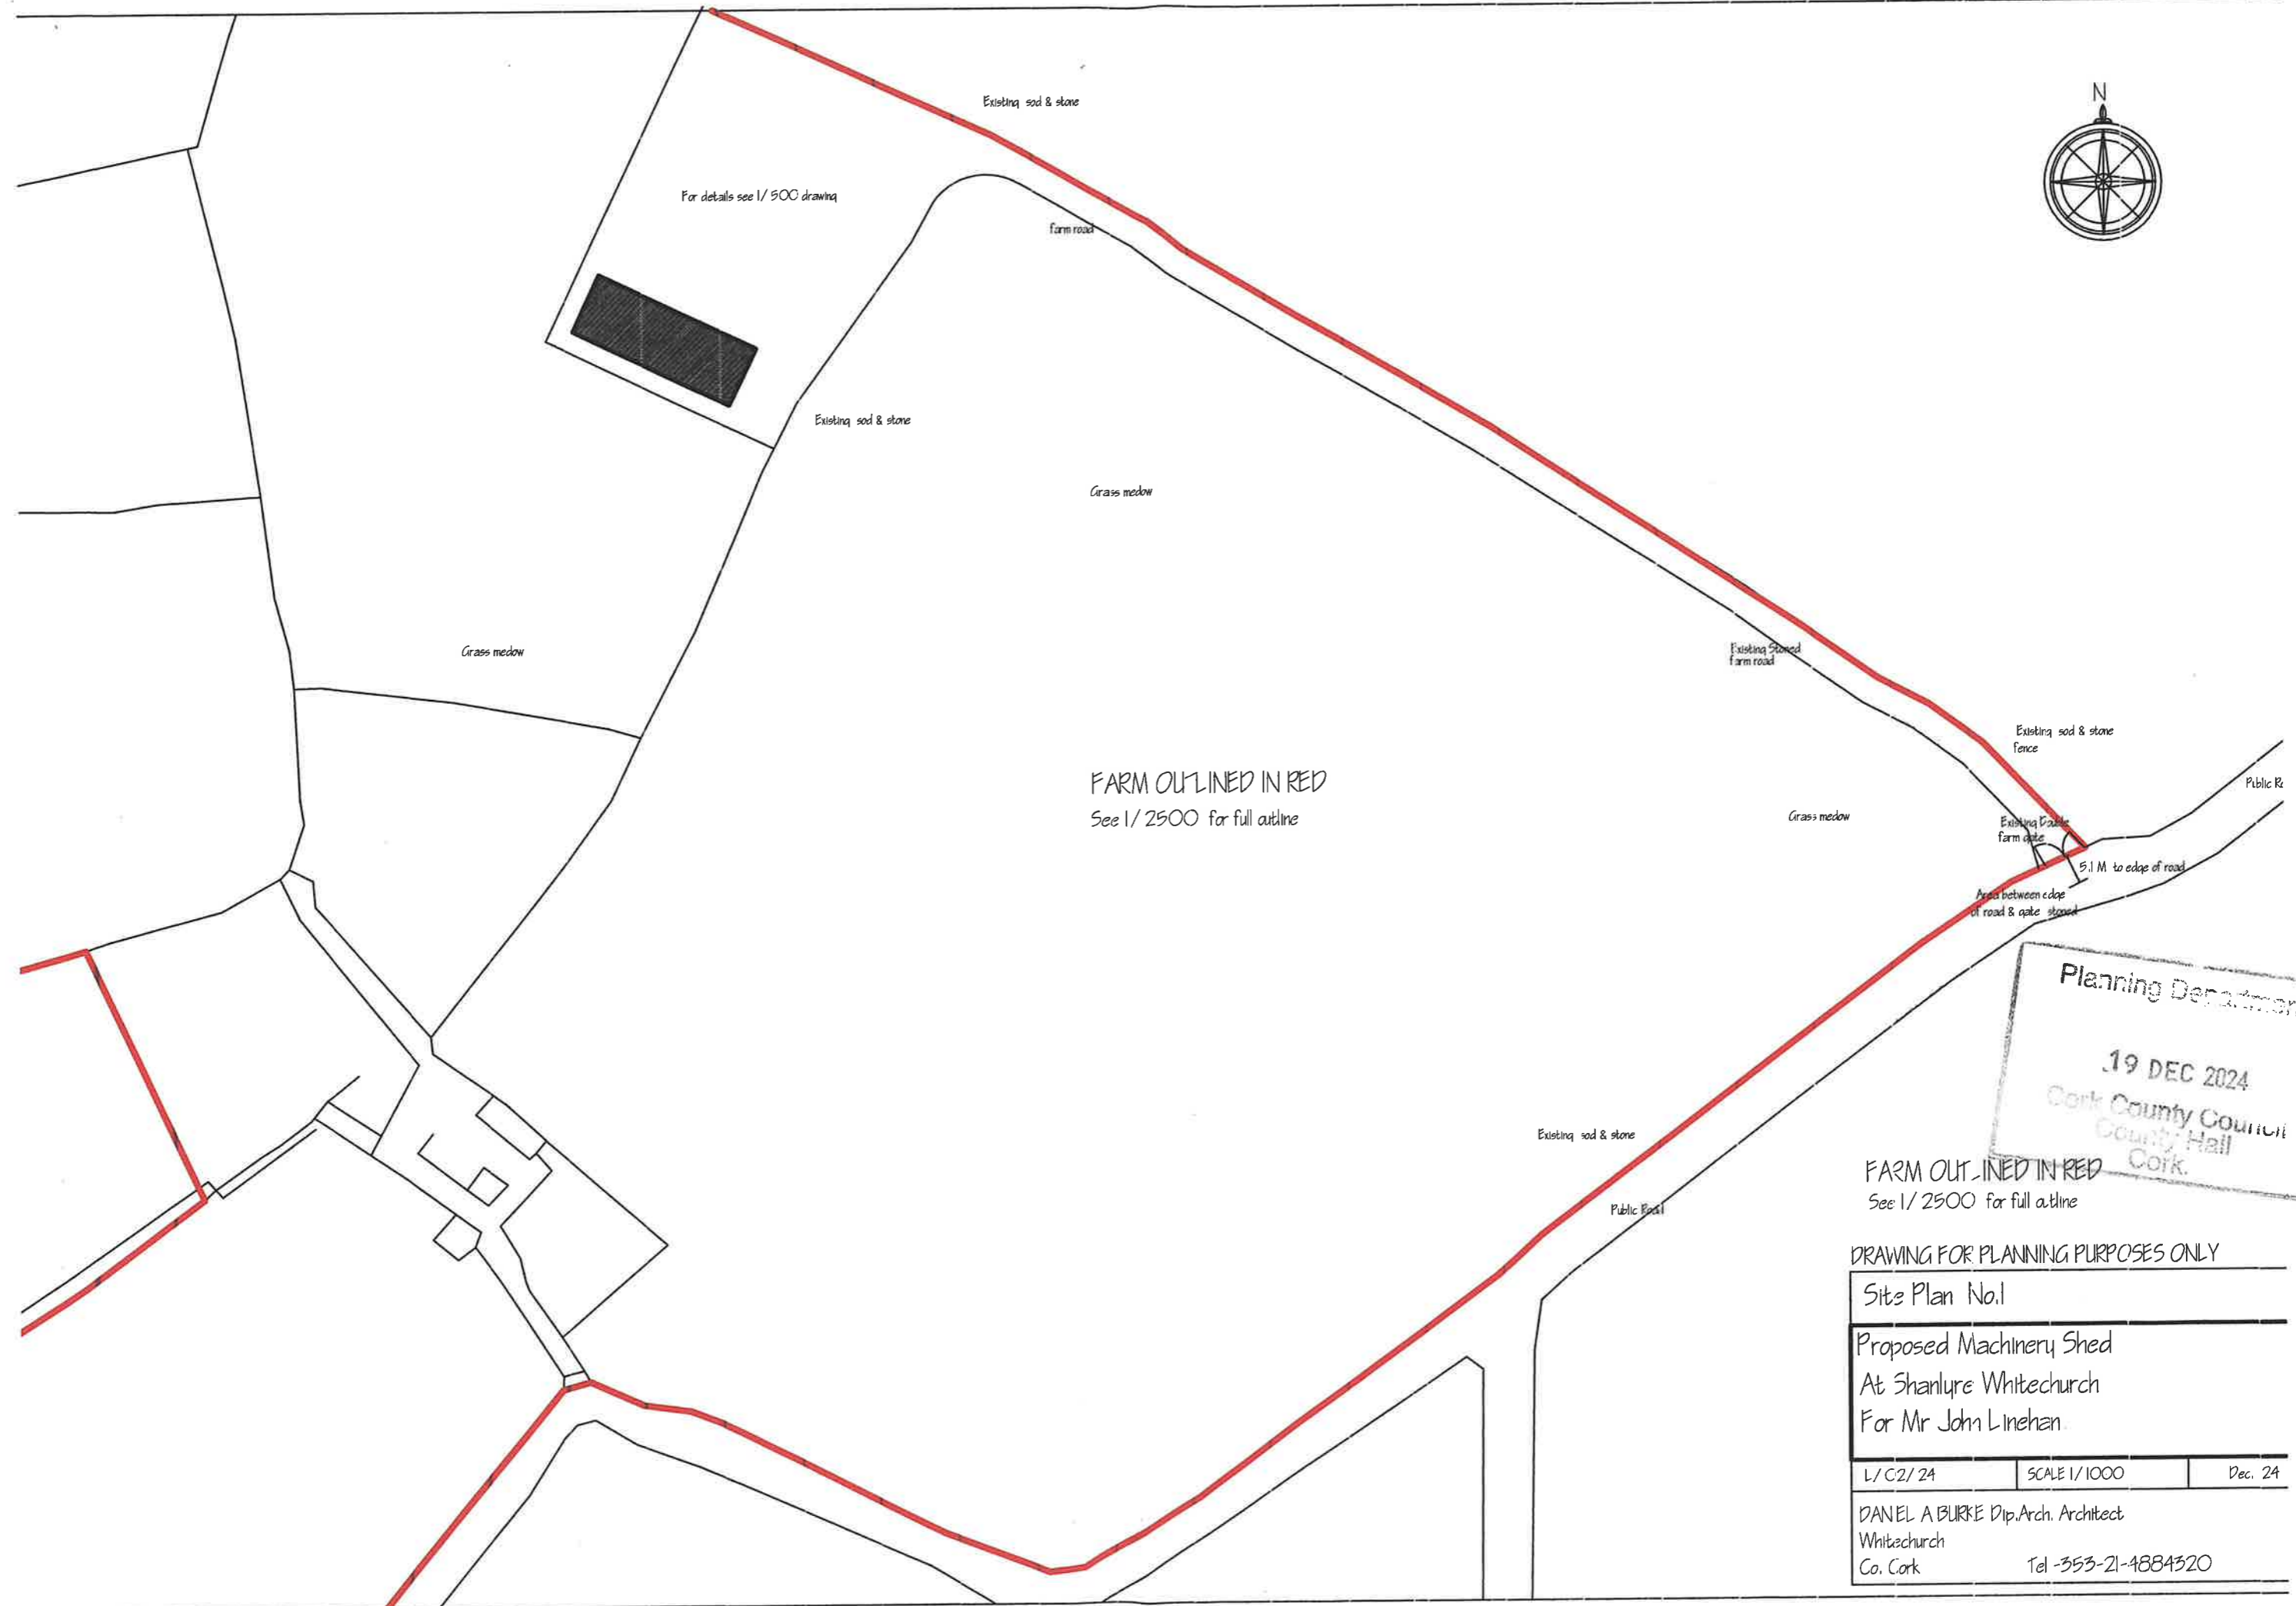 N
Existing sod & stone
For details see 1/500 drawing
farm road
Existing sod & stone
Grass medow
Grass medow
Existing Stoned
farm road
Existing sod & stone
fence
Public
Grass medow
Existing Double
farm gate
5.1 M to edge of road
Area between edge
of road & gate stoned
FARM OUTLINED IN RED
See 1/2500 for full outline
Planning
19 DEC 2024
Cork County Council
County Hall
Cork.
Existing sod & stone
Public Road
FARM OUTLINED IN RED
See 1/2500 for full outline
DRAWING FOR PLANNING PURPOSES ONLY
Site Plan No.1
Proposed Machinery Shed
At Shanlyre Whitechurch
For Mr John Linehan
L/02/24 SCALE 1/1000 Dec. 24
DANIEL A BURKE Dip.Arch. Architect
Whitechurch
Co. Cork Tel -353-21-4884320